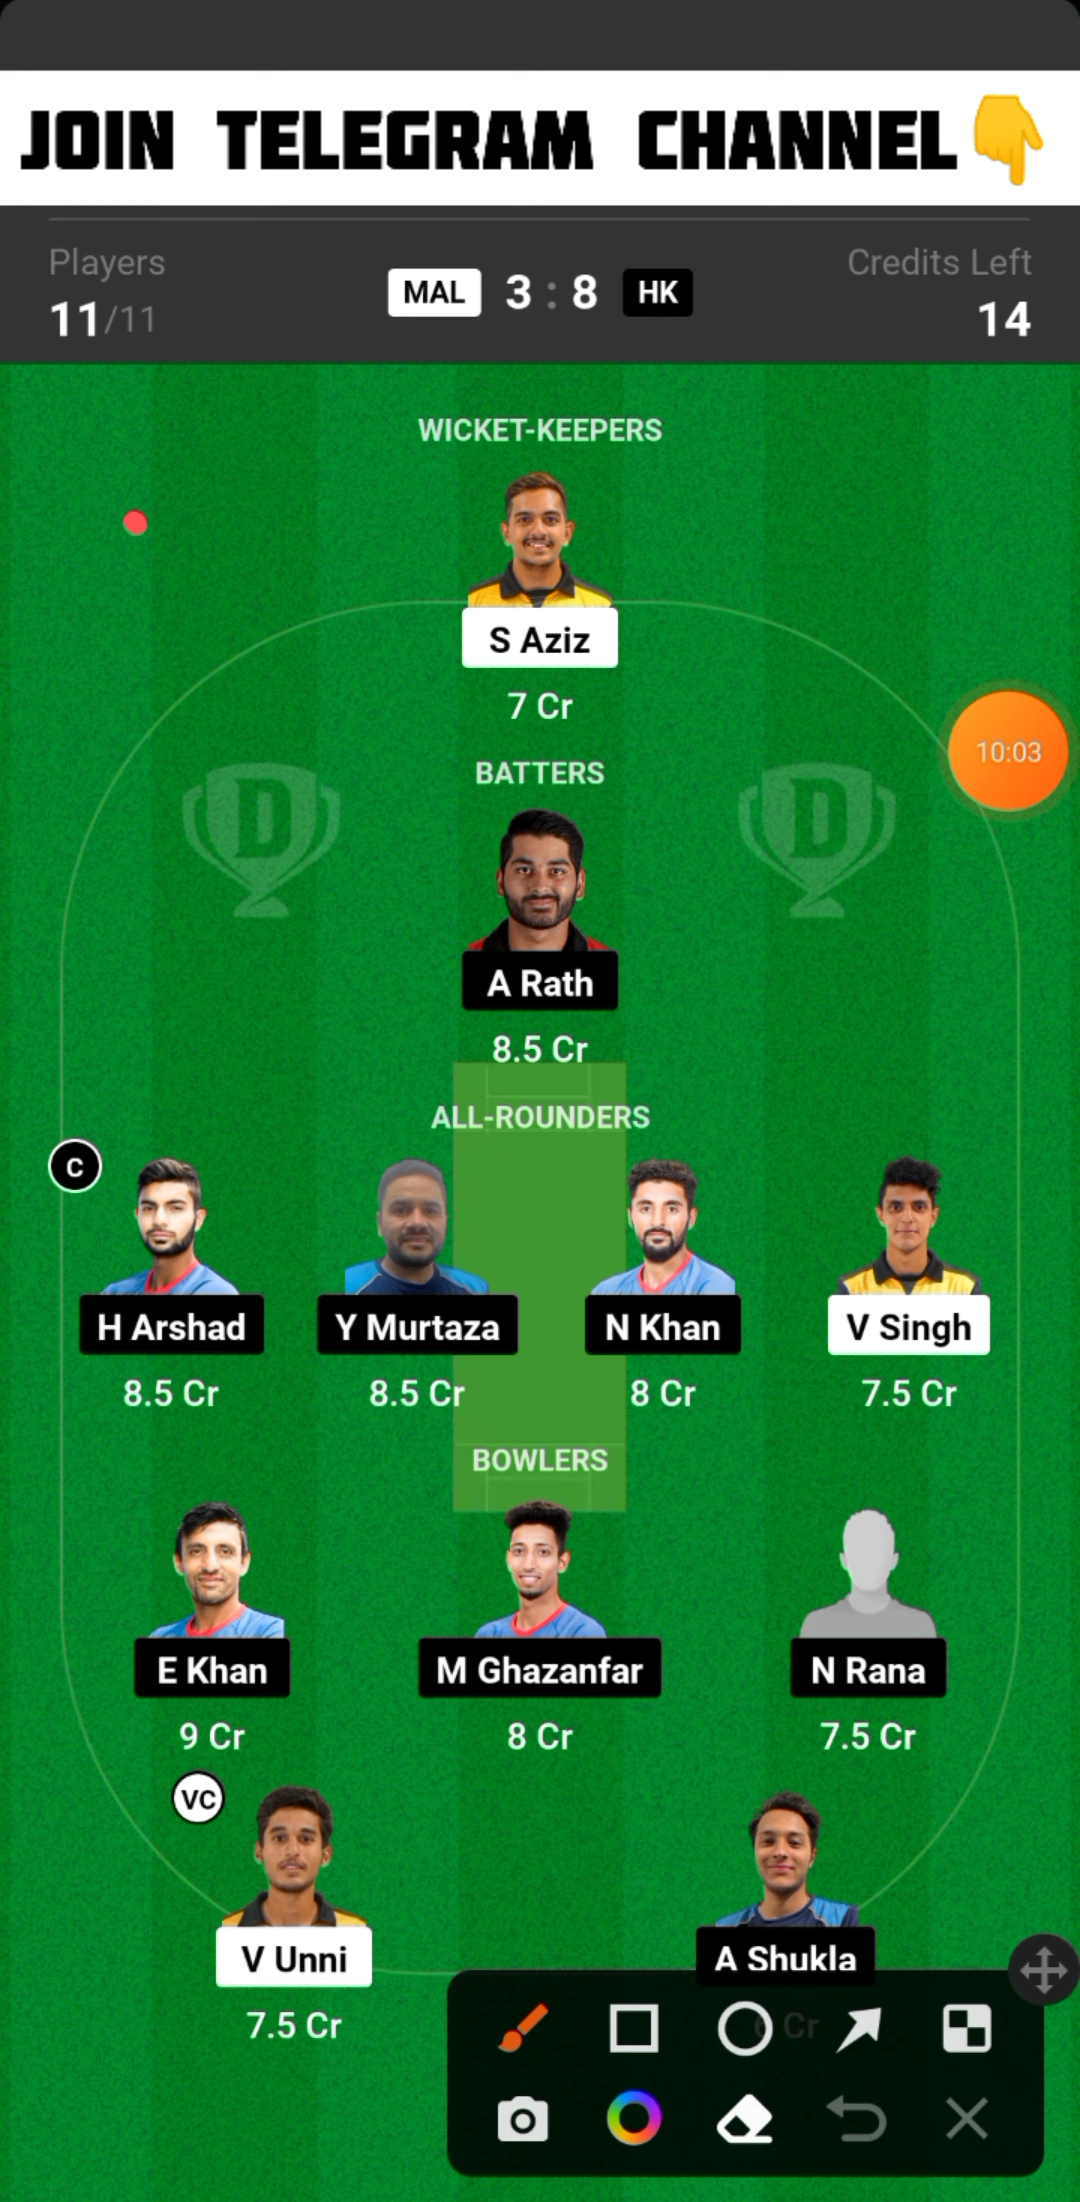 JOIN TELEGRAM CHANNEL👇
Players
11/11
MAL 3 : 8 HK
Credits Left
14
WICKET-KEEPERS
S Aziz
7 Cr
10:03
BATTERS
D D
A Rath
8.5 Cr
ALL-ROUNDERS
C
H Arshad Y Murtaza N Khan V Singh
8.5 Cr 8.5 Cr 8 Cr 7.5 Cr
BOWLERS
E Khan M Ghazanfar N Rana
9 Cr 8 Cr 7.5 Cr
VC
V Unni A Shukla
7.5 Cr 6 Cr